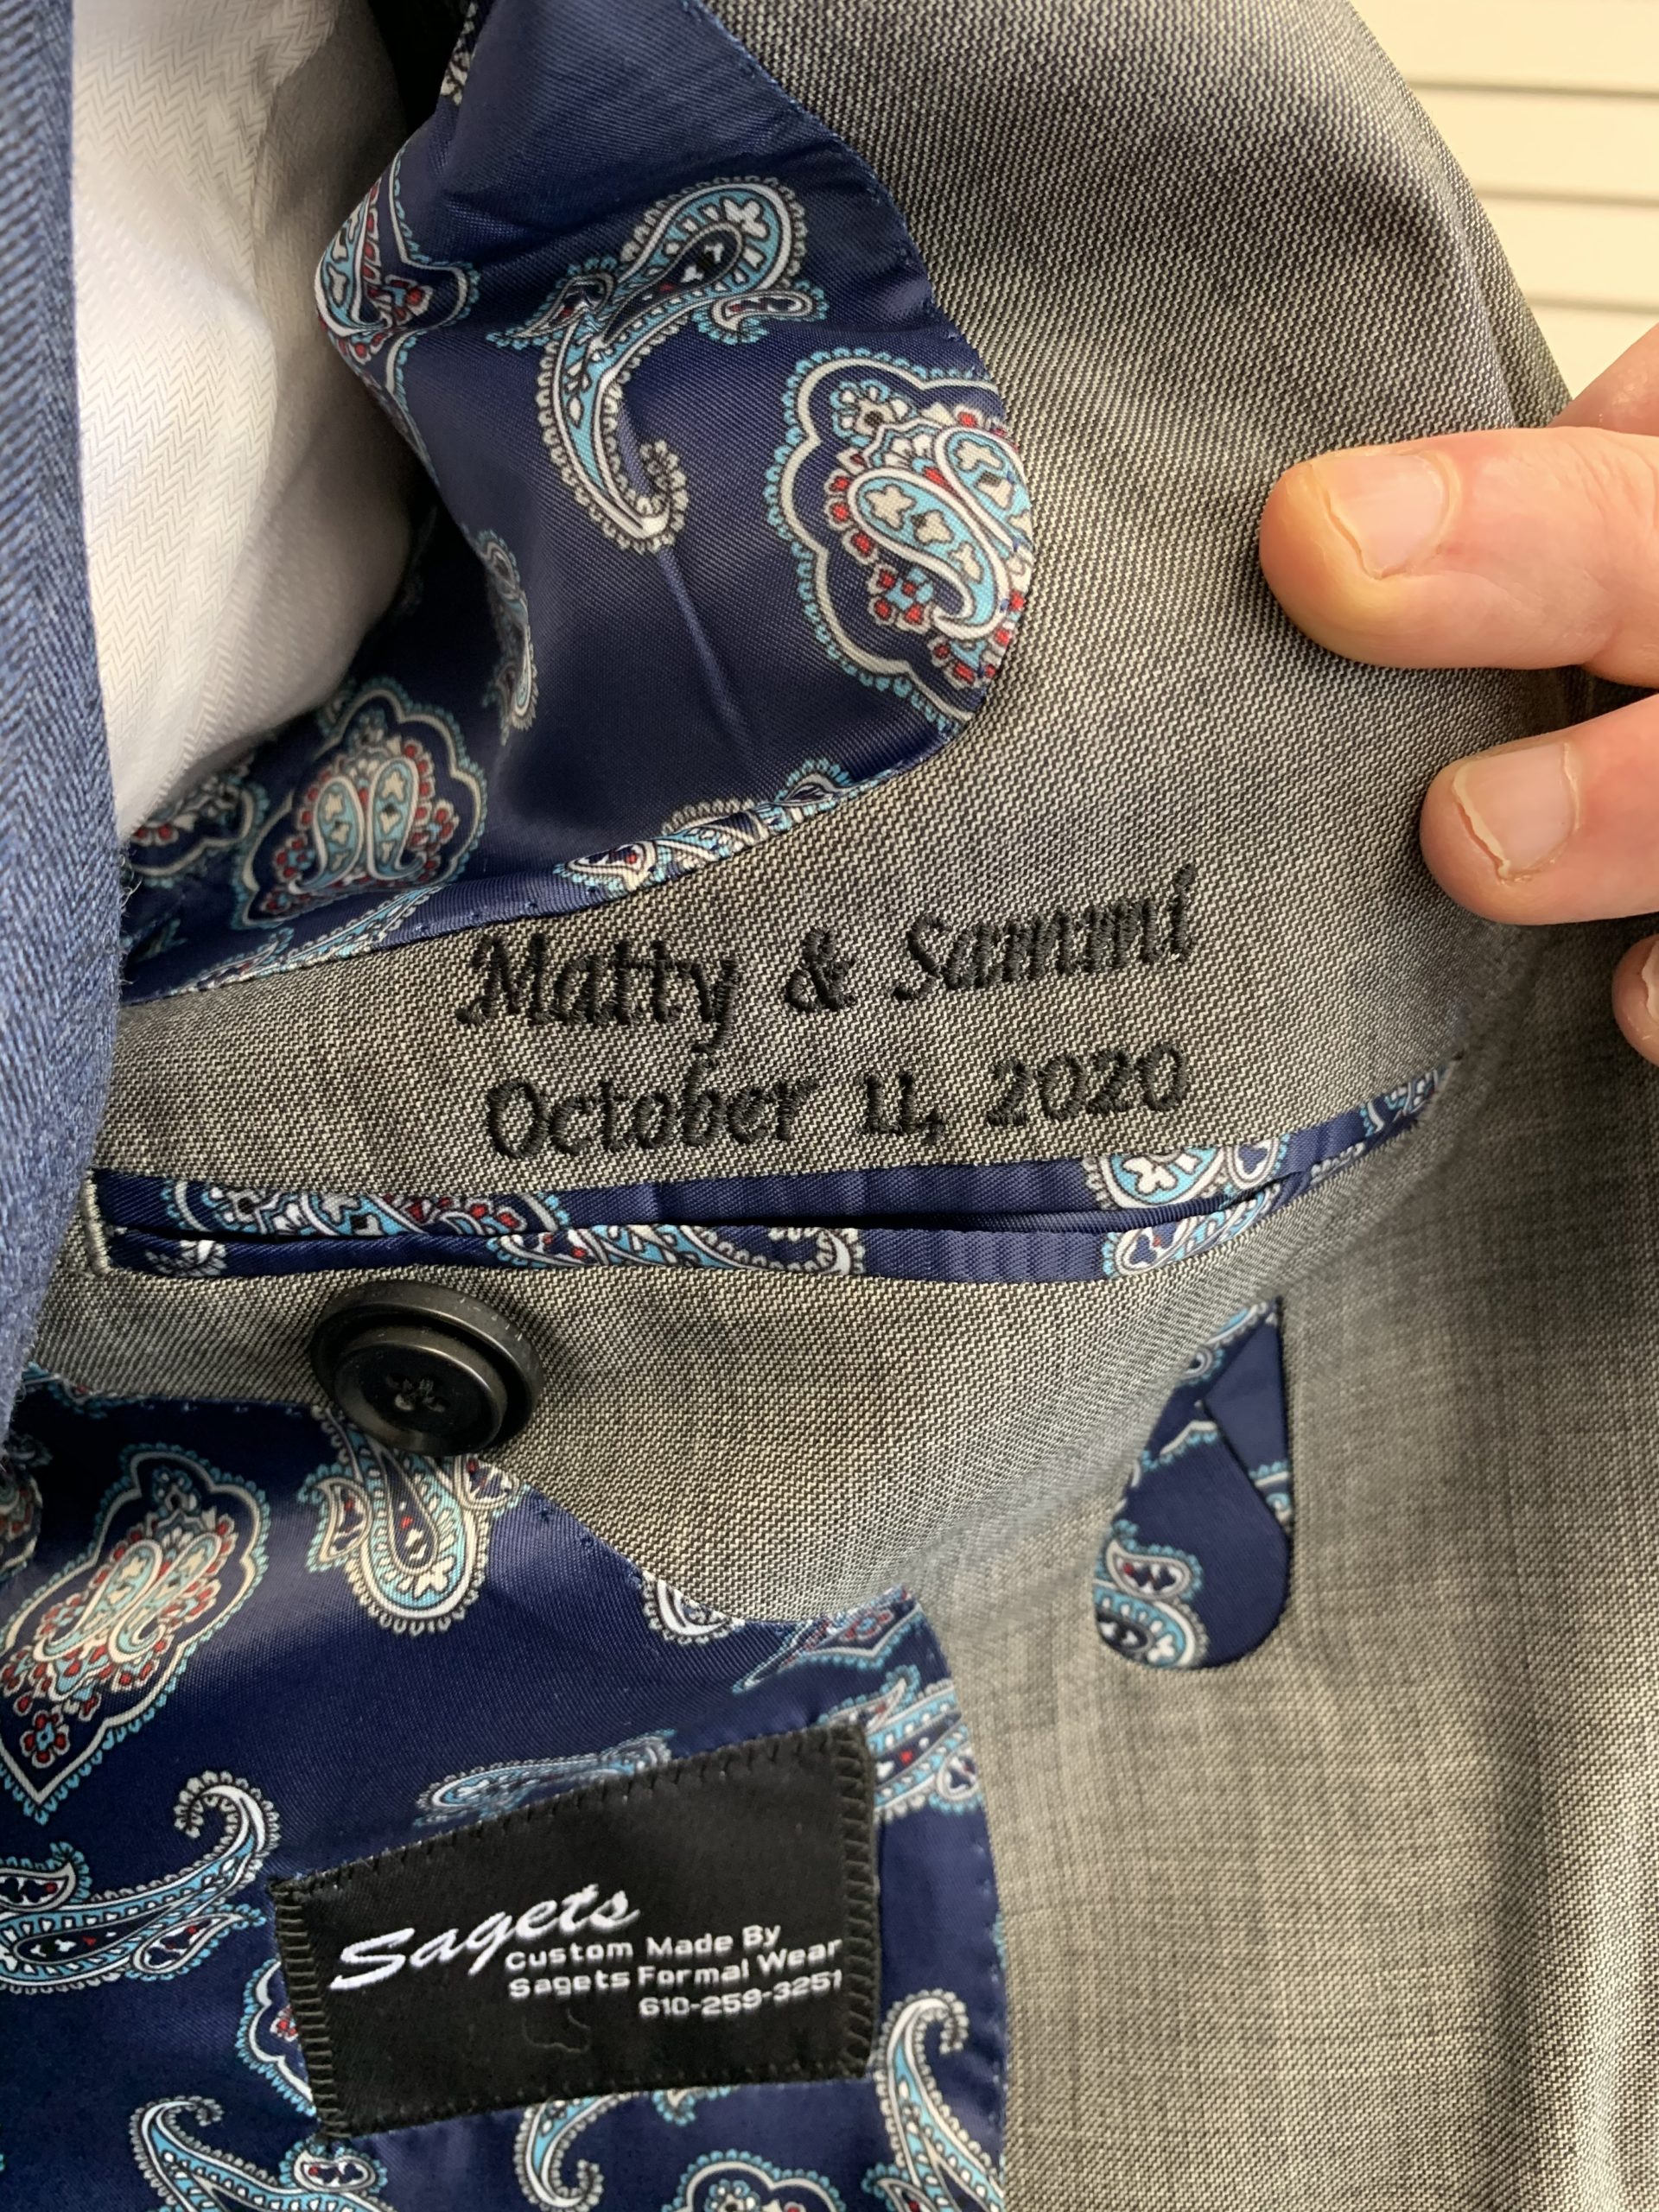 Matty & Sammi
October 11, 2020
Sagets
Custom Made By
Sagets Formal Wear
610-259-3251